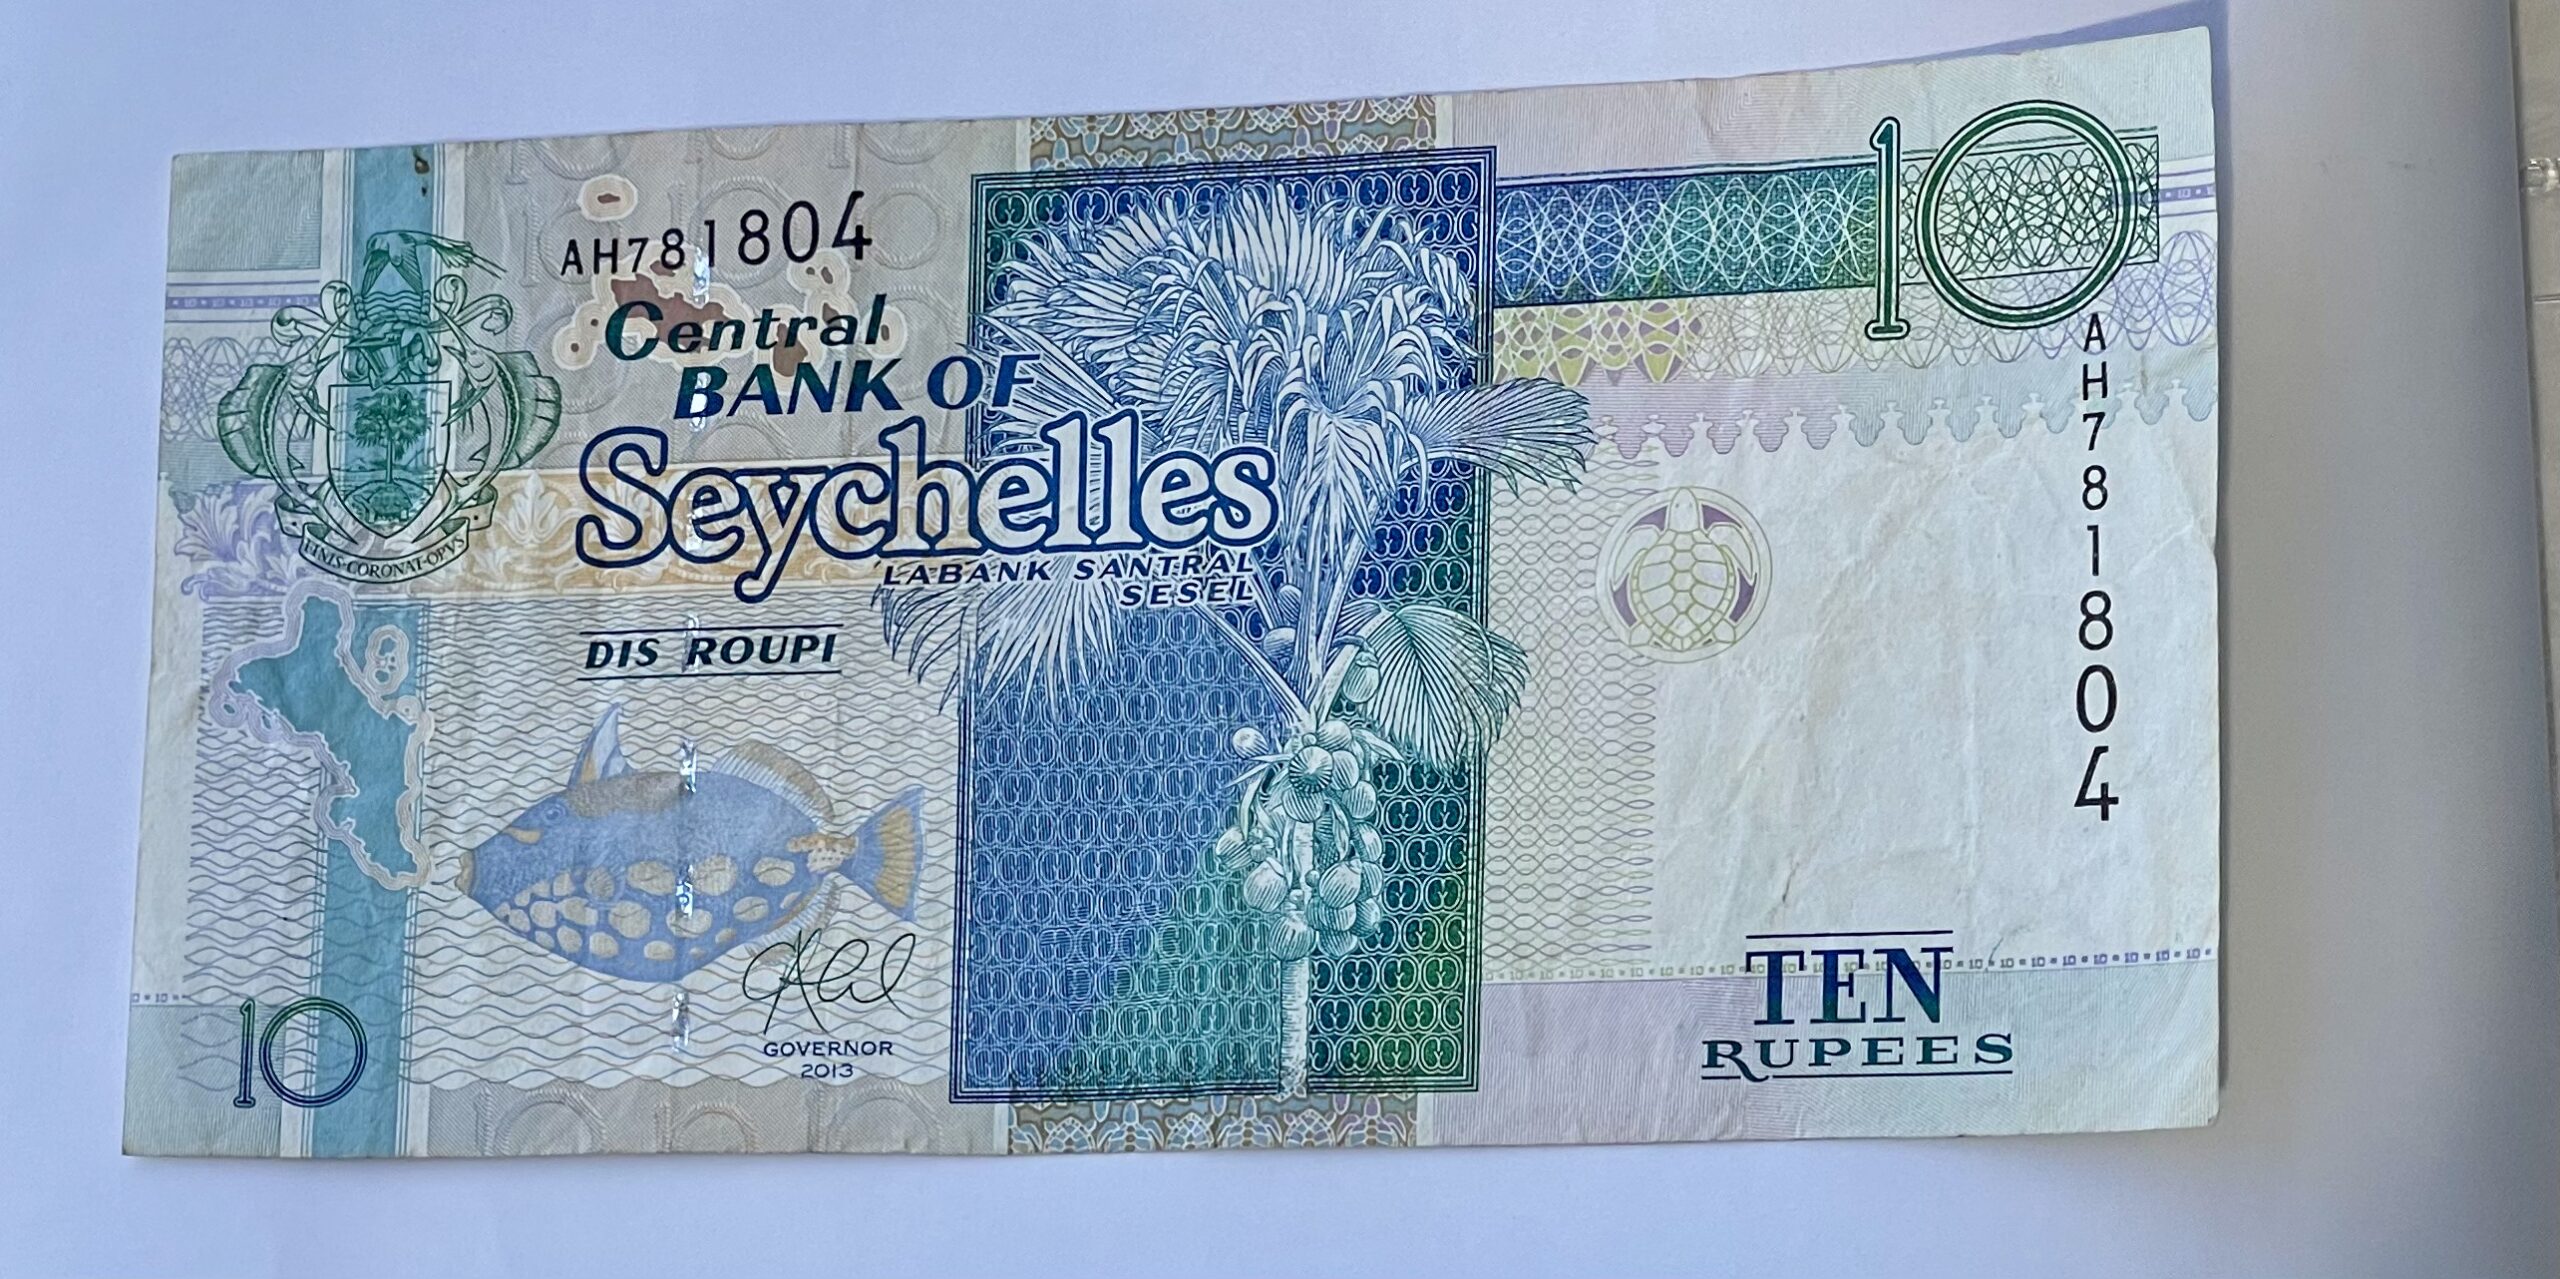 AH781804
Central
BANK OF
Seychelles
LABANK SANTRAL
SESEL
DIS ROUPI
FINIS·CORONAT·OPVS
GOVERNOR
2013
10
10
AH781804
TEN
RUPEES